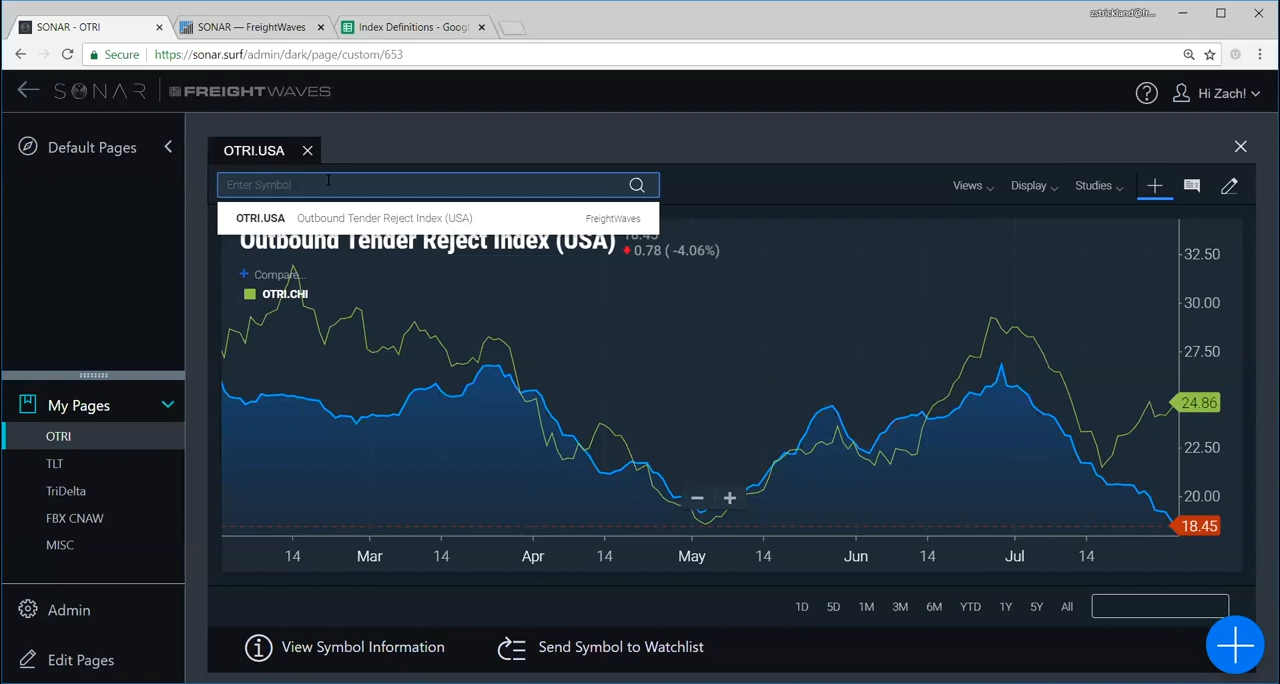 SONAR - OTRI
SONAR — FreightWaves
Index Definitions - Goog
zstrickland@fr...
Secure https://sonar.surf/admin/dark/page/custom/653
SONAR FREIGHTWAVES
Hi Zach!
Default Pages
OTRI.USA
Enter Symbol
Views Display Studies
OTRI.USA Outbound Tender Reject Index (USA) FreightWaves
Outbound Tender Reject Index (USA) 18.45
0.78 ( -4.06%)
+ Compare...
OTRI.CHI
32.50
30.00
27.50
24.86
22.50
20.00
18.45
14 Mar 14 Apr 14 May 14 Jun 14 Jul 14
My Pages
OTRI
TLT
TriDelta
FBX CNAW
MISC
1D 5D 1M 3M 6M YTD 1Y 5Y All
Admin
Edit Pages
View Symbol Information
Send Symbol to Watchlist